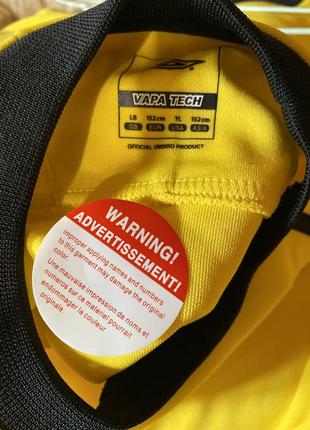 VAPA TECH
LB 152cm YL 152cm
GB EUR USA ASIA
OFFICIAL UMBRO PRODUCT
WARNING!
ADVERTISSEMENT!
improper applying names and numbers
to this garment may damage the original
color.
Une mauvaise impression de noms et
numéros sur ce matériel pourrait
endommager la couleur
originale.